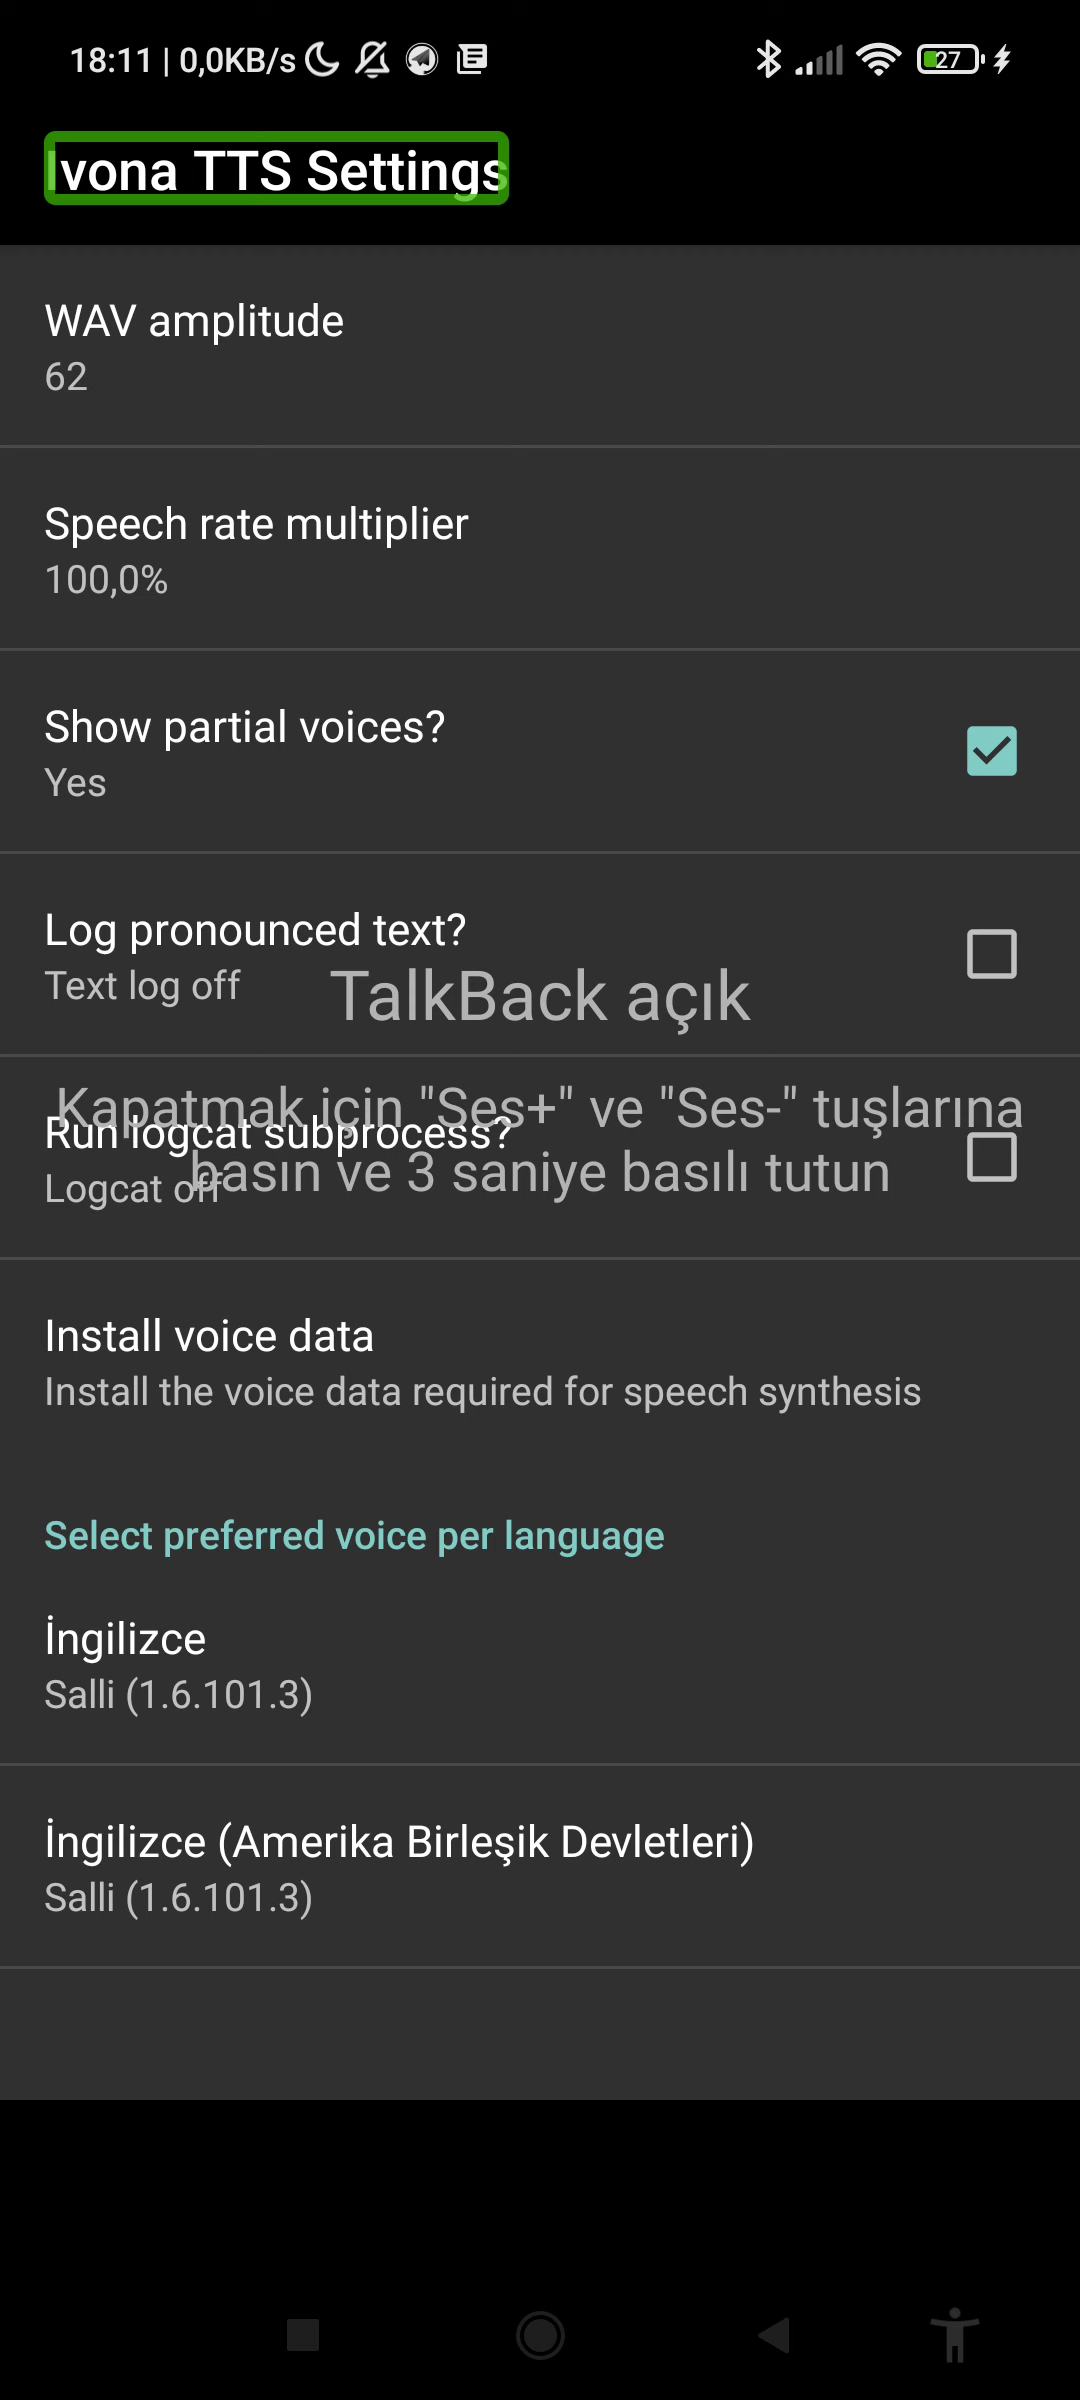 18:11 | 0,0KB/s
27
Ivona TTS Settings
WAV amplitude
62
Speech rate multiplier
100,0%
Show partial voices?
Yes
Log pronounced text?
Text log off
TalkBack açık
Kapatmak için "Ses+" ve "Ses-" tuşlarına
basın ve 3 saniye basılı tutun
Run logcat subprocess?
Logcat off
Install voice data
Install the voice data required for speech synthesis
Select preferred voice per language
İngilizce
Salli (1.6.101.3)
İngilizce (Amerika Birleşik Devletleri)
Salli (1.6.101.3)